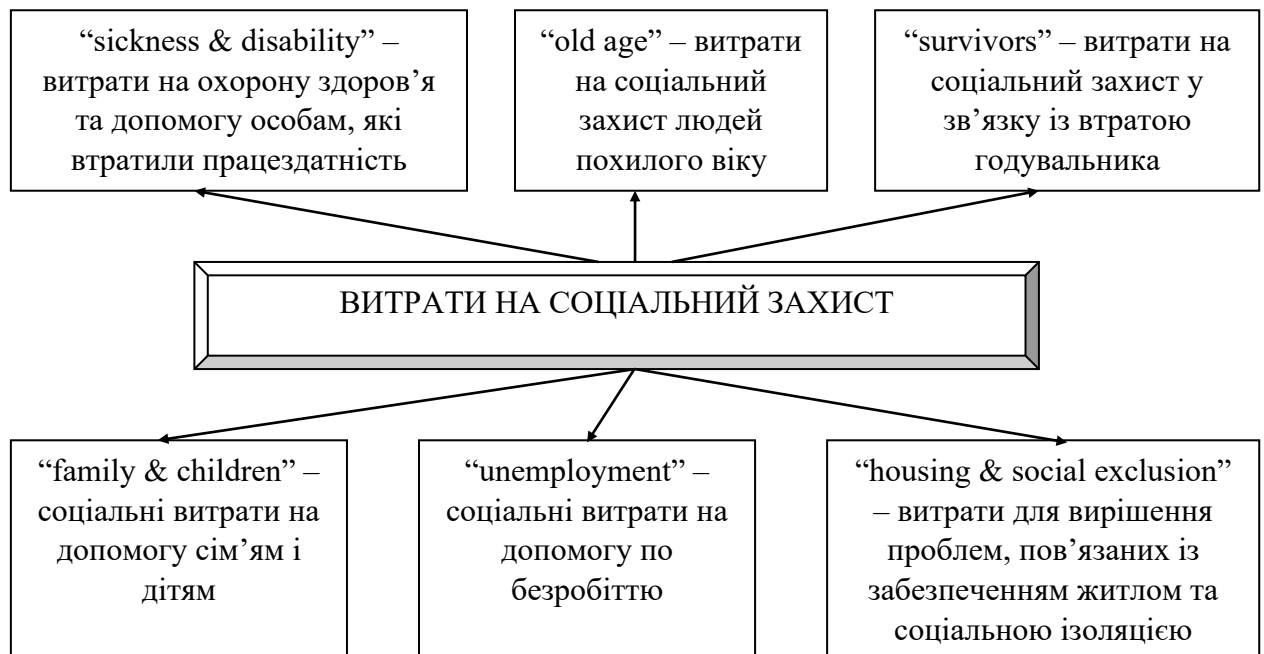 “sickness & disability” –
витрати на охорону здоров’я
та допомогу особам, які
втратили працездатність
“old age” – витрати
на соціальний
захист людей
похилого віку
“survivors” – витрати на
соціальний захист у
зв’язку із втратою
годувальника
ВИТРАТИ НА СОЦІАЛЬНИЙ ЗАХИСТ
“family & children” –
соціальні витрати на
допомогу сім’ям і
дітям
“unemployment” –
соціальні витрати на
допомогу по
безробіттю
“housing & social exclusion”
– витрати для вирішення
проблем, пов’язаних із
забезпеченням житлом та
соціальною ізоляцією